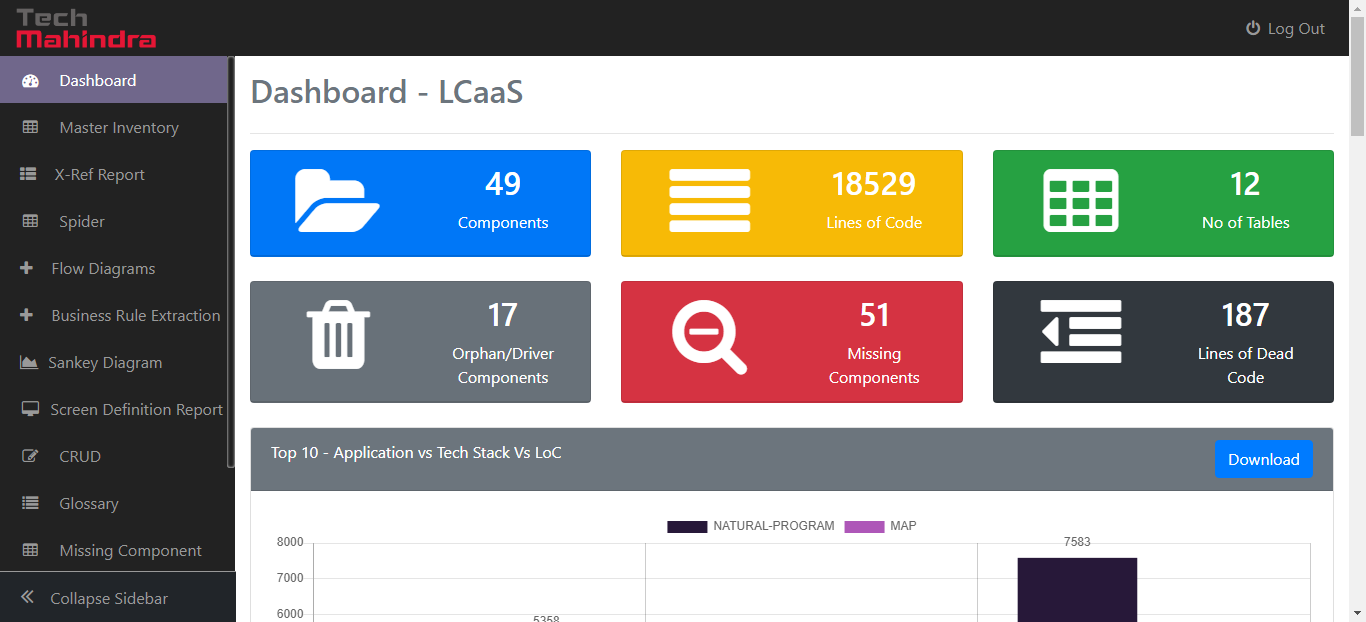 Tech
Mahindra
Log Out
Dashboard
Master Inventory
X-Ref Report
Spider
Flow Diagrams
Business Rule Extraction
Sankey Diagram
Screen Definition Report
CRUD
Glossary
Missing Component
Collapse Sidebar
Dashboard - LCaaS
49
Components
18529
Lines of Code
12
No of Tables
17
Orphan/Driver
Components
51
Missing
Components
187
Lines of Dead
Code
Top 10 - Application vs Tech Stack Vs LoC
Download
NATURAL-PROGRAM MAP
8000
7583
7000
6000
5358